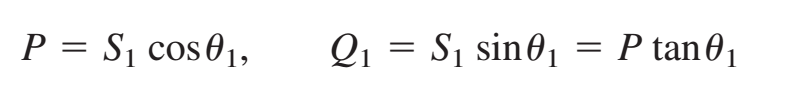 P = S₁ cosθ₁, Q₁ = S₁ sinθ₁ = P tanθ₁